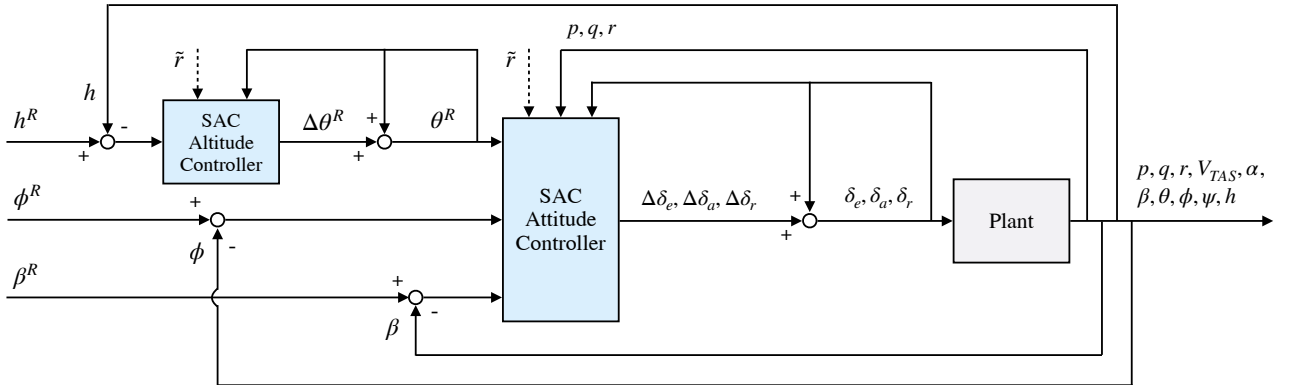 p, q, r
r̃
r̃
h
h^R
-
+
SAC
Altitude
Controller
Δθ^R
+
+
θ^R
ϕ^R
+
-
ϕ
SAC
Attitude
Controller
Δδ_e, Δδ_a, Δδ_r
+
+
δ_e, δ_a, δ_r
Plant
p, q, r, V_TAS, α,
β, θ, ϕ, ψ, h
β^R
+
-
β